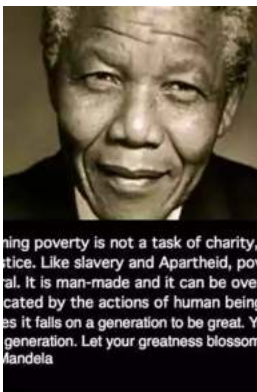 ning poverty is not a task of charity,
stice. Like slavery and Apartheid, pov
ral. It is man-made and it can be ove
cated by the actions of human being
es it falls on a generation to be great. Y
generation. Let your greatness blossom
Mandela